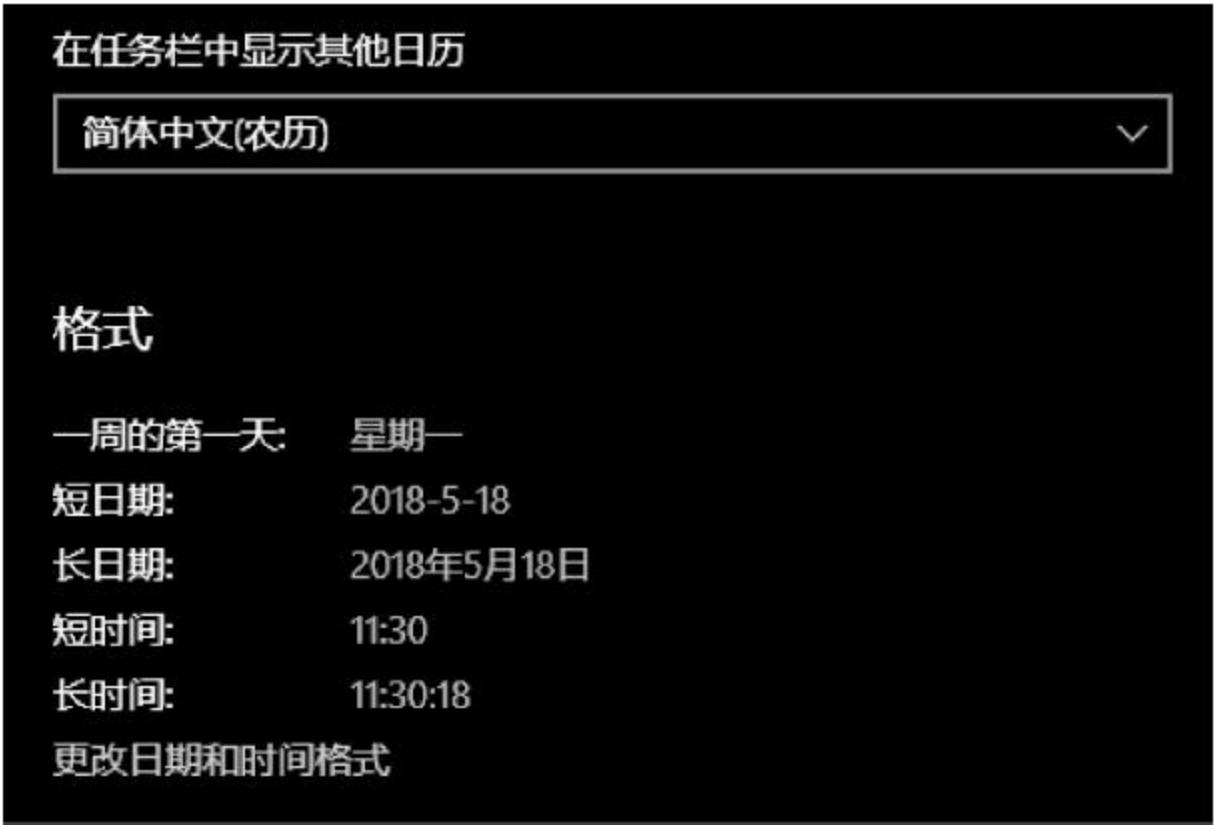 在任务栏中显示其他日历
简体中文(农历)
格式
一周的第一天: 星期一
短日期: 2018-5-18
长日期: 2018年5月18日
短时间: 11:30
长时间: 11:30:18
更改日期和时间格式